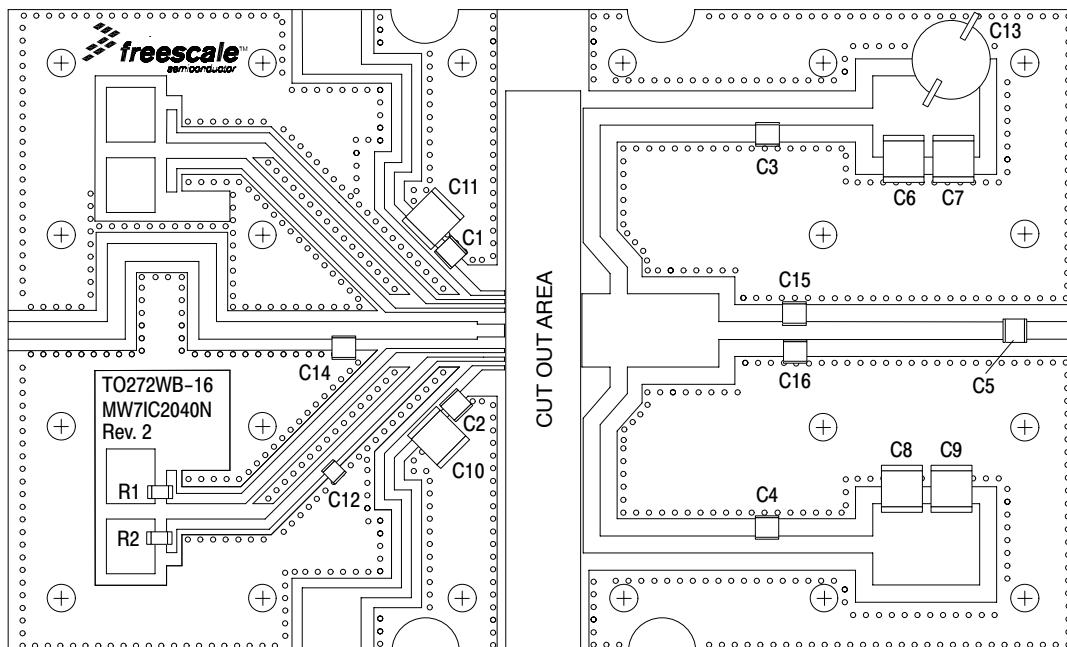 freescale™
semiconductor
C13
C3
C6 C7
C11
C1
C15
C14
C16
C5
CUT OUT AREA
TO272WB-16
MW7IC2040N
Rev. 2
C2
C10
C12
R1
R2
C8 C9
C4